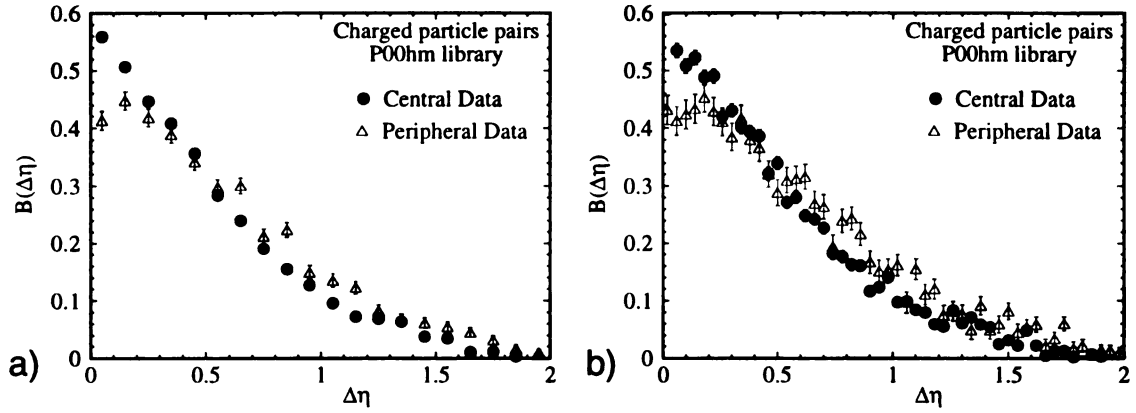 0.6
0.5
0.4
0.3
0.2
0.1
0
B(Δη)
Charged particle pairs
P00hm library
Central Data
Peripheral Data
0
0.5
1
1.5
2
Δη
a)
0.6
0.5
0.4
0.3
0.2
0.1
0
B(Δη)
Charged particle pairs
P00hm library
Central Data
Peripheral Data
0
0.5
1
1.5
2
Δη
b)